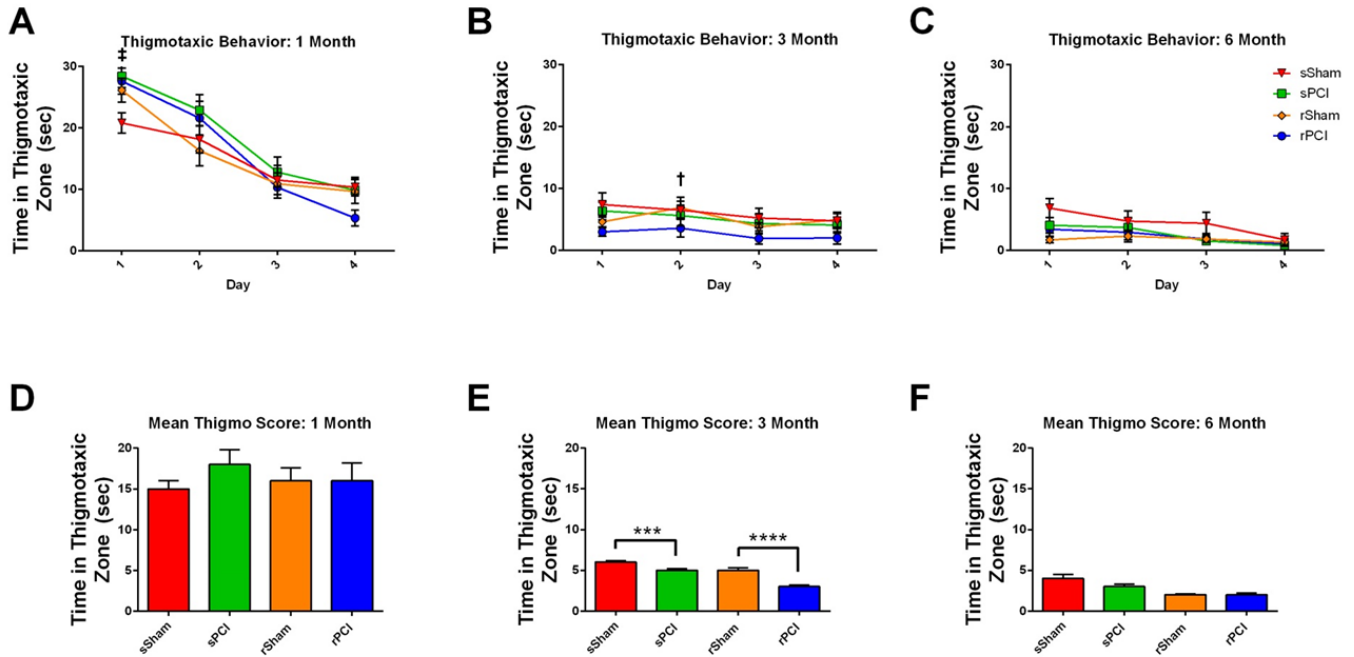 A
Thigmotaxic Behavior: 1 Month
Time in Thigmotaxic
Zone (sec)
30
20
10
0
‡
1
2
3
4
Day
B
Thigmotaxic Behavior: 3 Month
Time in Thigmotaxic
Zone (sec)
30
20
10
0
†
1
2
3
4
Day
C
Thigmotaxic Behavior: 6 Month
Time in Thigmotaxic
Zone (sec)
30
20
10
0
1
2
3
4
Day
sSham
sPCI
rSham
rPCI
D
Mean Thigmo Score: 1 Month
Time in Thigmotaxic
Zone (sec)
20
15
10
5
0
sSham
sPCI
rSham
rPCI
E
Mean Thigmo Score: 3 Month
Time in Thigmotaxic
Zone (sec)
20
15
10
5
0
***
****
sSham
sPCI
rSham
rPCI
F
Mean Thigmo Score: 6 Month
Time in Thigmotaxic
Zone (sec)
20
15
10
5
0
sSham
sPCI
rSham
rPCI